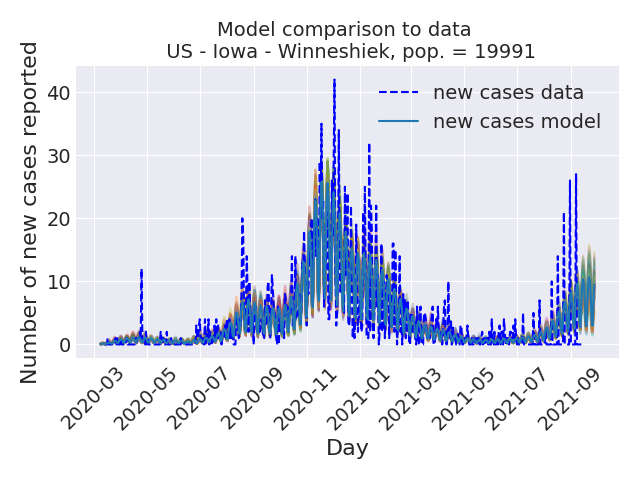 Model comparison to data
US - Iowa - Winneshiek, pop. = 19991
new cases data
new cases model
Number of new cases reported
40
30
20
10
0
2020-03
2020-05
2020-07
2020-09
2020-11
2021-01
2021-03
2021-05
2021-07
2021-09
Day